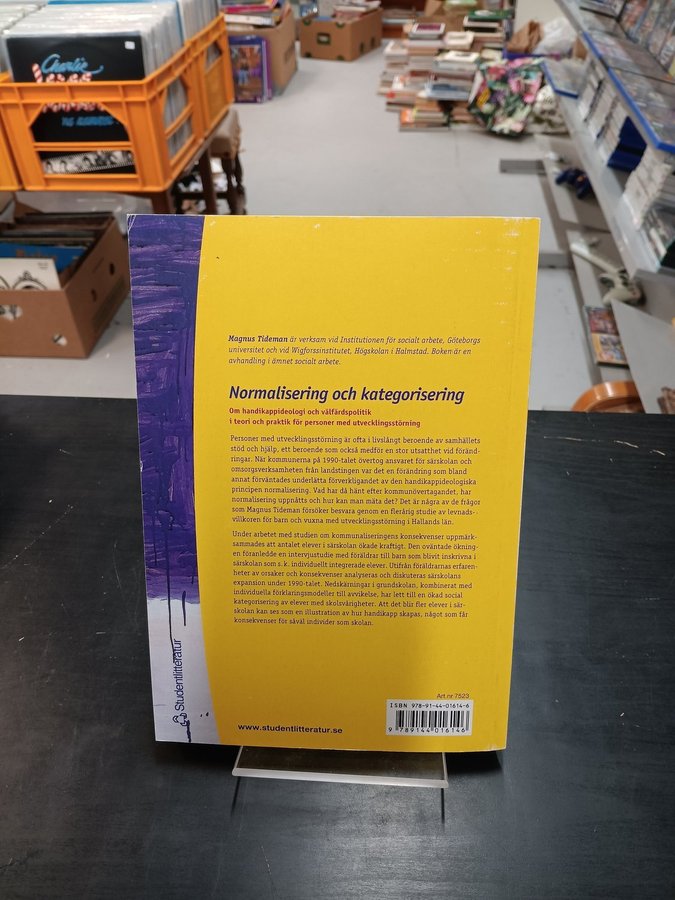 Charlie
Magnus Tideman är verksam vid Institutionen för socialt arbete, Göteborgs
universitet och vid Wigforssinstitutet, Högskolan i Halmstad. Boken är en
avhandling i ämnet socialt arbete.
Normalisering och kategorisering
Om handikappideologi och välfärdspolitik
i teori och praktik för personer med utvecklingsstörning
Personer med utvecklingsstörning är ofta i livslångt beroende av samhällets
stöd och hjälp, ett beroende som också medför en stor utsatthet vid föränd-
ringar. När kommunerna på 1990-talet övertog ansvaret för särskolan och
omsorgsverksamheten från landstingen var det en förändring som bland
annat förväntades underlätta förverkligandet av den handikappideologiska
principen normalisering. Vad har då hänt efter kommunövertagandet, har
normalisering uppnåtts och hur kan man mäta det? Det är några av de frågor
som Magnus Tideman försöker besvara genom en flerårig studie av levnads-
villkoren för barn och vuxna med utvecklingsstörning i Hallands län.
Under arbetet med studien om kommunaliseringens konsekvenser uppmärk-
sammades att antalet elever i särskolan ökade kraftigt. Den oväntade ökning-
en föranledde en intervjustudie med föräldrar till barn som blivit inskrivna i
särskolan som s.k. individuellt integrerade elever. Utifrån föräldrarnas erfaren-
heter av orsaker och konsekvenser analyseras och diskuteras särskolans
expansion under 1990-talet. Nedskärningar i grundskolan, kombinerat med
individuella förklaringsmodeller till avvikelse, har lett till en ökad social
kategorisering av elever med skolsvårigheter. Att det blir fler elever i sär-
skolan kan ses som en illustration av hur handikapp skapas, något som får
konsekvenser för såväl individer som skolan.
Studentlitteratur
Art.nr 7523
ISBN 978-91-44-01614-6
9 789144 016146
www.studentlitteratur.se